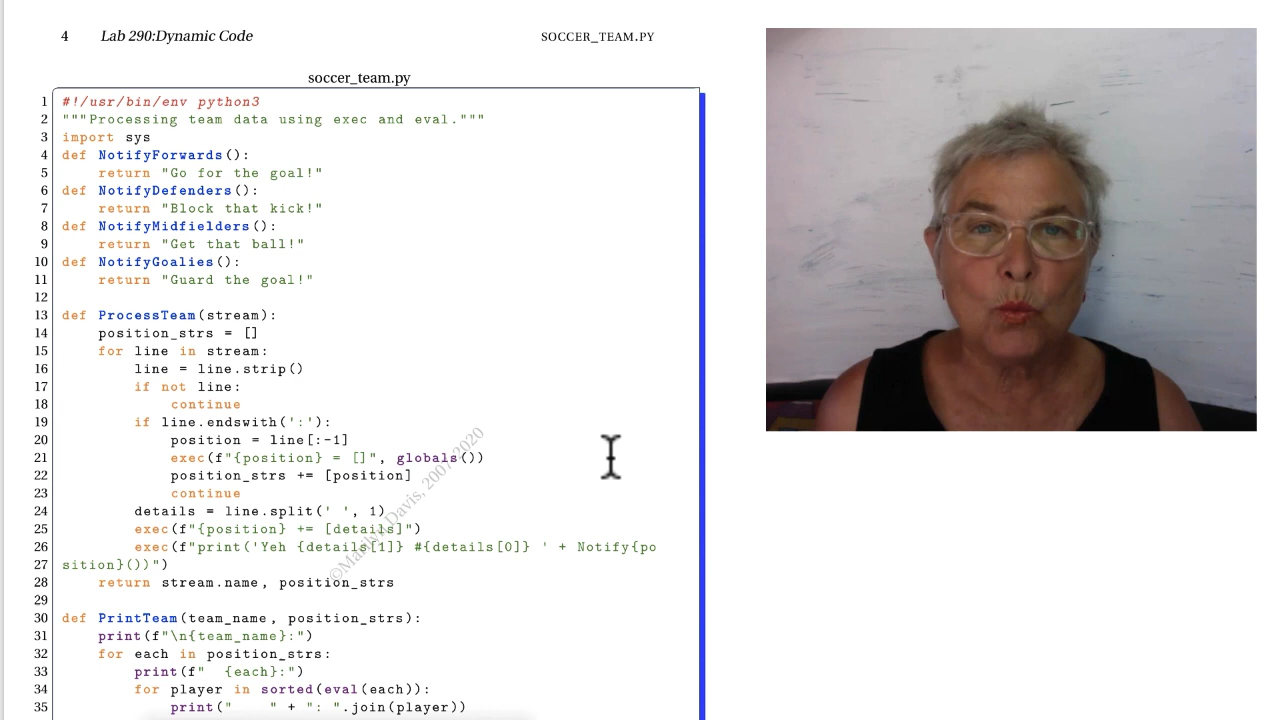 4 Lab 290:Dynamic Code SOCCER_TEAM.PY
soccer_team.py
1 #!/usr/bin/env python3
2 """Processing team data using exec and eval."""
3 import sys
4 def NotifyForwards():
5     return "Go for the goal!"
6 def NotifyDefenders():
7     return "Block that kick!"
8 def NotifyMidfielders():
9     return "Get that ball!"
10 def NotifyGoalies():
11     return "Guard the goal!"
12
13 def ProcessTeam(stream):
14     position_strs = []
15     for line in stream:
16         line = line.strip()
17         if not line:
18             continue
19         if line.endswith(':'):
20             position = line[:-1]
21             exec(f"{position} = []", globals())
22             position_strs += [position]
23             continue
24         details = line.split(' ', 1)
25         exec(f"{position} += [details]")
26         exec(f"print('Yeh {details[1]} #{details[0]} ' + Notify{po
27 sition}())")
28     return stream.name, position_strs
29
30 def PrintTeam(team_name, position_strs):
31     print(f"\n{team_name}:")
32     for each in position_strs:
33         print(f"  {each}:")
34         for player in sorted(eval(each)):
35             print("    " + ": ".join(player))
©Marilyn Davis, 2007-2020